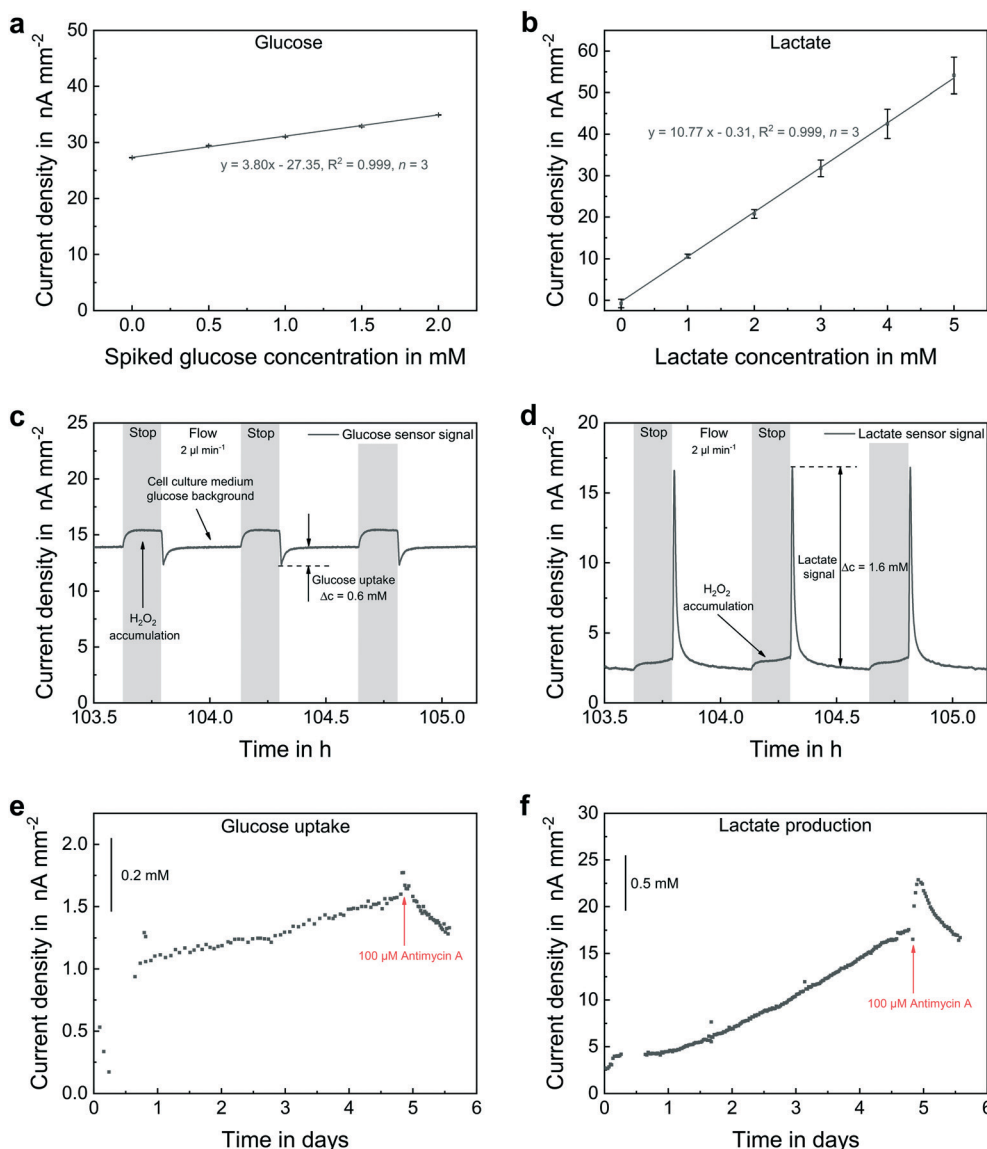 a
Glucose
Current density in nA mm⁻²
50
40
30
20
10
0
y = 3.80x - 27.35, R² = 0.999, n = 3
0.0 0.5 1.0 1.5 2.0
Spiked glucose concentration in mM
b
Lactate
Current density in nA mm⁻²
60
50
40
30
20
10
0
y = 10.77 x - 0.31, R² = 0.999, n = 3
0 1 2 3 4 5
Lactate concentration in mM
c
Current density in nA mm⁻²
25
20
15
10
5
0
Stop Flow Stop Glucose sensor signal
2 µl min⁻¹
Cell culture medium
glucose background
Glucose uptake
Δc = 0.6 mM
H₂O₂
accumulation
103.5 104.0 104.5 105.0
Time in h
d
Current density in nA mm⁻²
20
15
10
5
0
Stop Flow Stop Lactate sensor signal
2 µl min⁻¹
Lactate
signal
Δc = 1.6 mM
H₂O₂
accumulation
103.5 104.0 104.5 105.0
Time in h
e
Glucose uptake
Current density in nA mm⁻²
2.0
1.5
1.0
0.5
0.0
0.2 mM
100 µM Antimycin A
0 1 2 3 4 5 6
Time in days
f
Lactate production
Current density in nA mm⁻²
30
25
20
15
10
5
0
0.5 mM
100 µM Antimycin A
0 1 2 3 4 5 6
Time in days